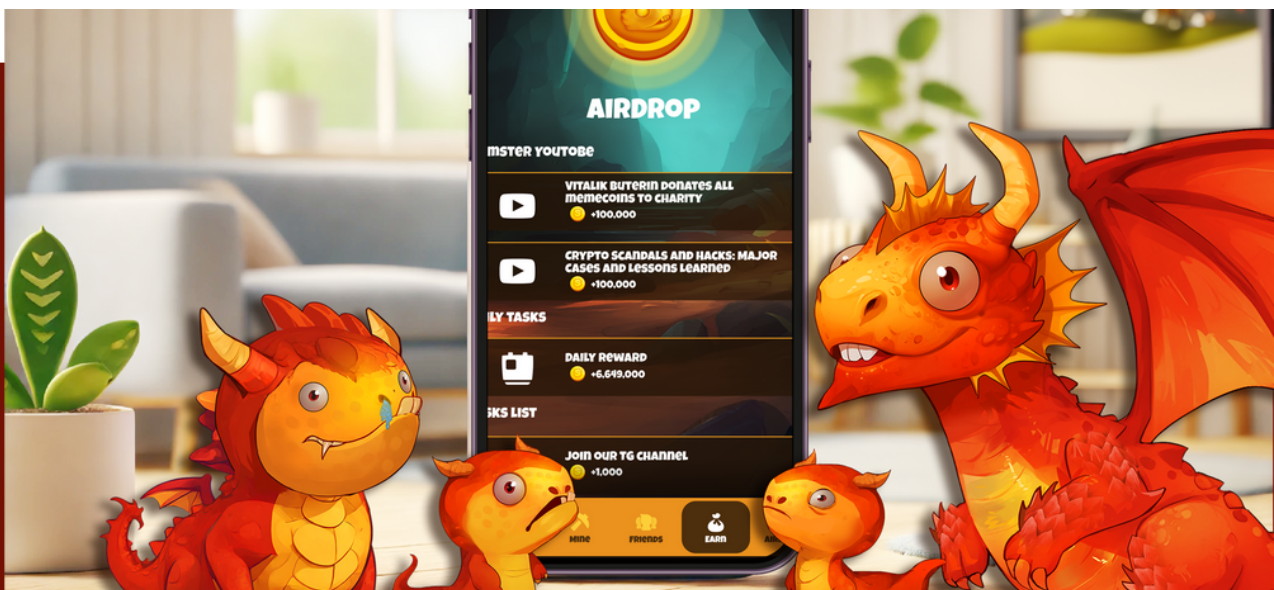 AIRDROP
MSTER YOUTOBE
VITALIK BUTERIN DONATES ALL
MEMECOINS TO CHARITY
+100,000
CRYPTO SCANDALS AND HACKS: MAJOR
CASES AND LESSONS LEARNED
+100,000
LY TASKS
DAILY REWARD
+6,649,000
SKS LIST
JOIN OUR TG CHANNEL
+1,000
MINE FRIENDS EARN